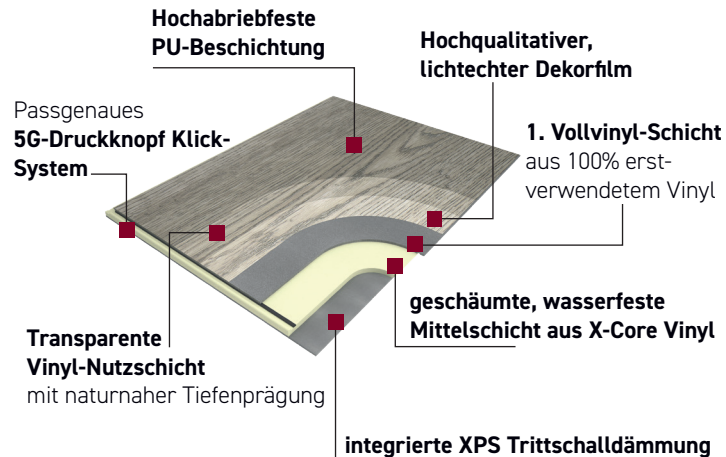 Hochabriebfeste
PU-Beschichtung
Hochqualitativer,
lichtechter Dekorfilm
Passgenaues
5G-Druckknopf Klick-
System
1. Vollvinyl-Schicht
aus 100% erst-
verwendetem Vinyl
geschäumte, wasserfeste
Mittelschicht aus X-Core Vinyl
Transparente
Vinyl-Nutzschicht
mit naturnaher Tiefenprägung
integrierte XPS Trittschalldämmung